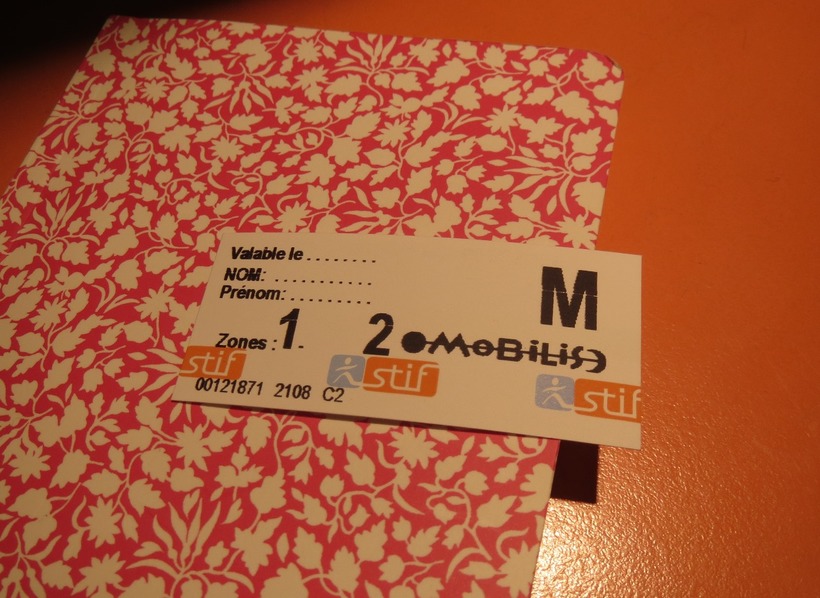 Valable le ........
NOM: ...........
Prénom: .........
M
Zones : 1- 2 MOBILIS
stif stif stif
00121871 2108 C2